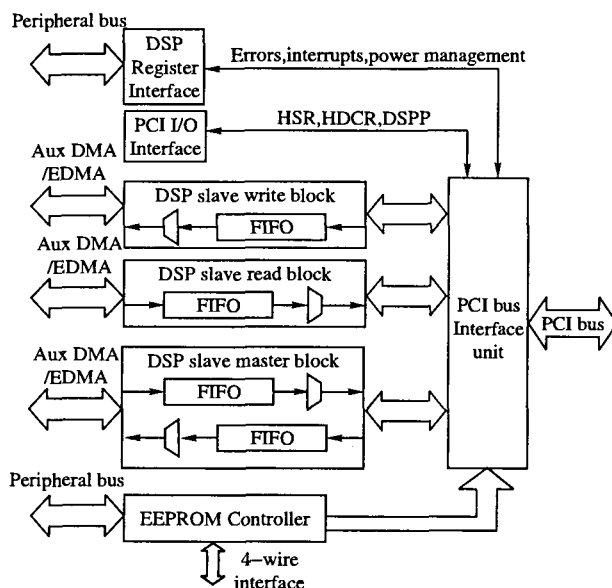 Peripheral bus
DSP
Register
Interface
Errors,interrupts,power management
PCI I/O
Interface
HSR,HDCR,DSPP
Aux DMA
/EDMA
DSP slave write block
FIFO
Aux DMA
/EDMA
DSP slave read block
FIFO
Aux DMA
/EDMA
DSP slave master block
FIFO
FIFO
PCI bus
Interface
unit
PCI bus
Peripheral bus
EEPROM Controller
4-wire
interface